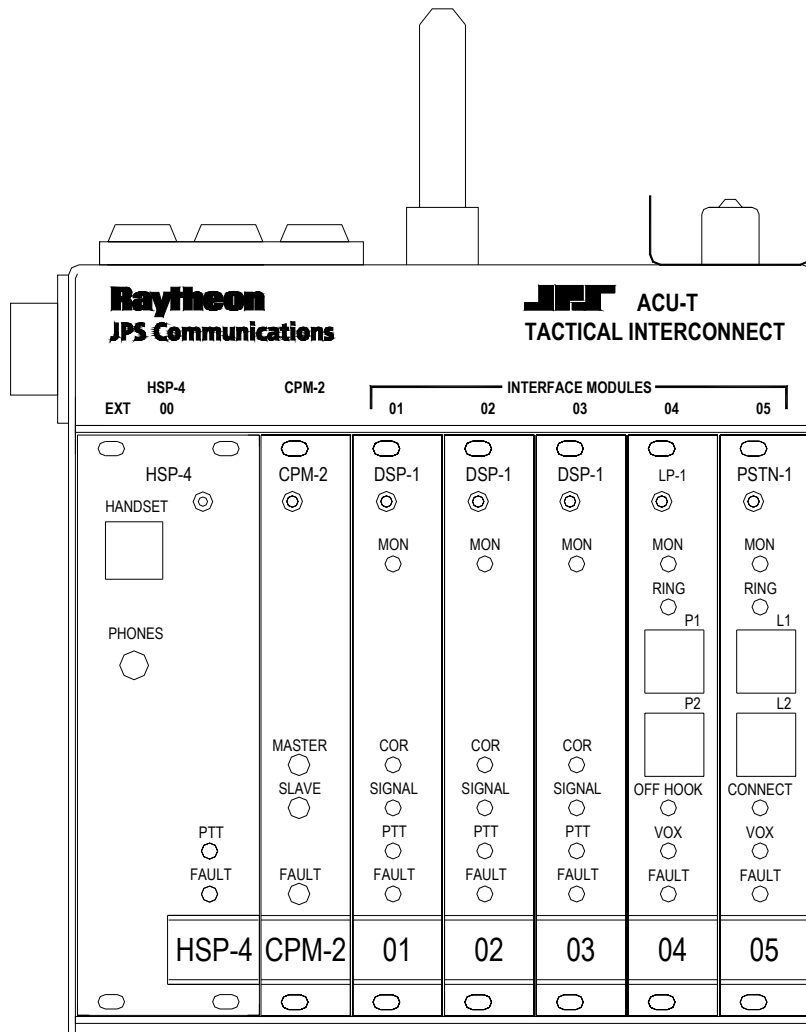 Raytheon
JPS Communications
JPS ACU-T
TACTICAL INTERCONNECT
HSP-4 CPM-2 INTERFACE MODULES
EXT 00 01 02 03 04 05
HSP-4 CPM-2 DSP-1 DSP-1 DSP-1 LP-1 PSTN-1
HANDSET
MON MON MON MON MON
RING RING
P1 L1
PHONES
P2 L2
MASTER COR COR COR
SLAVE SIGNAL SIGNAL SIGNAL OFF HOOK CONNECT
PTT PTT PTT PTT VOX VOX
FAULT FAULT FAULT FAULT FAULT FAULT FAULT
HSP-4 CPM-2 01 02 03 04 05